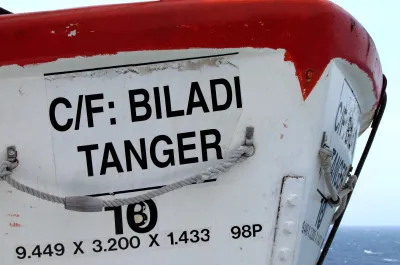 C/F: BILADI
TANGER
10
9.449 X 3.200 X 1.433 98P